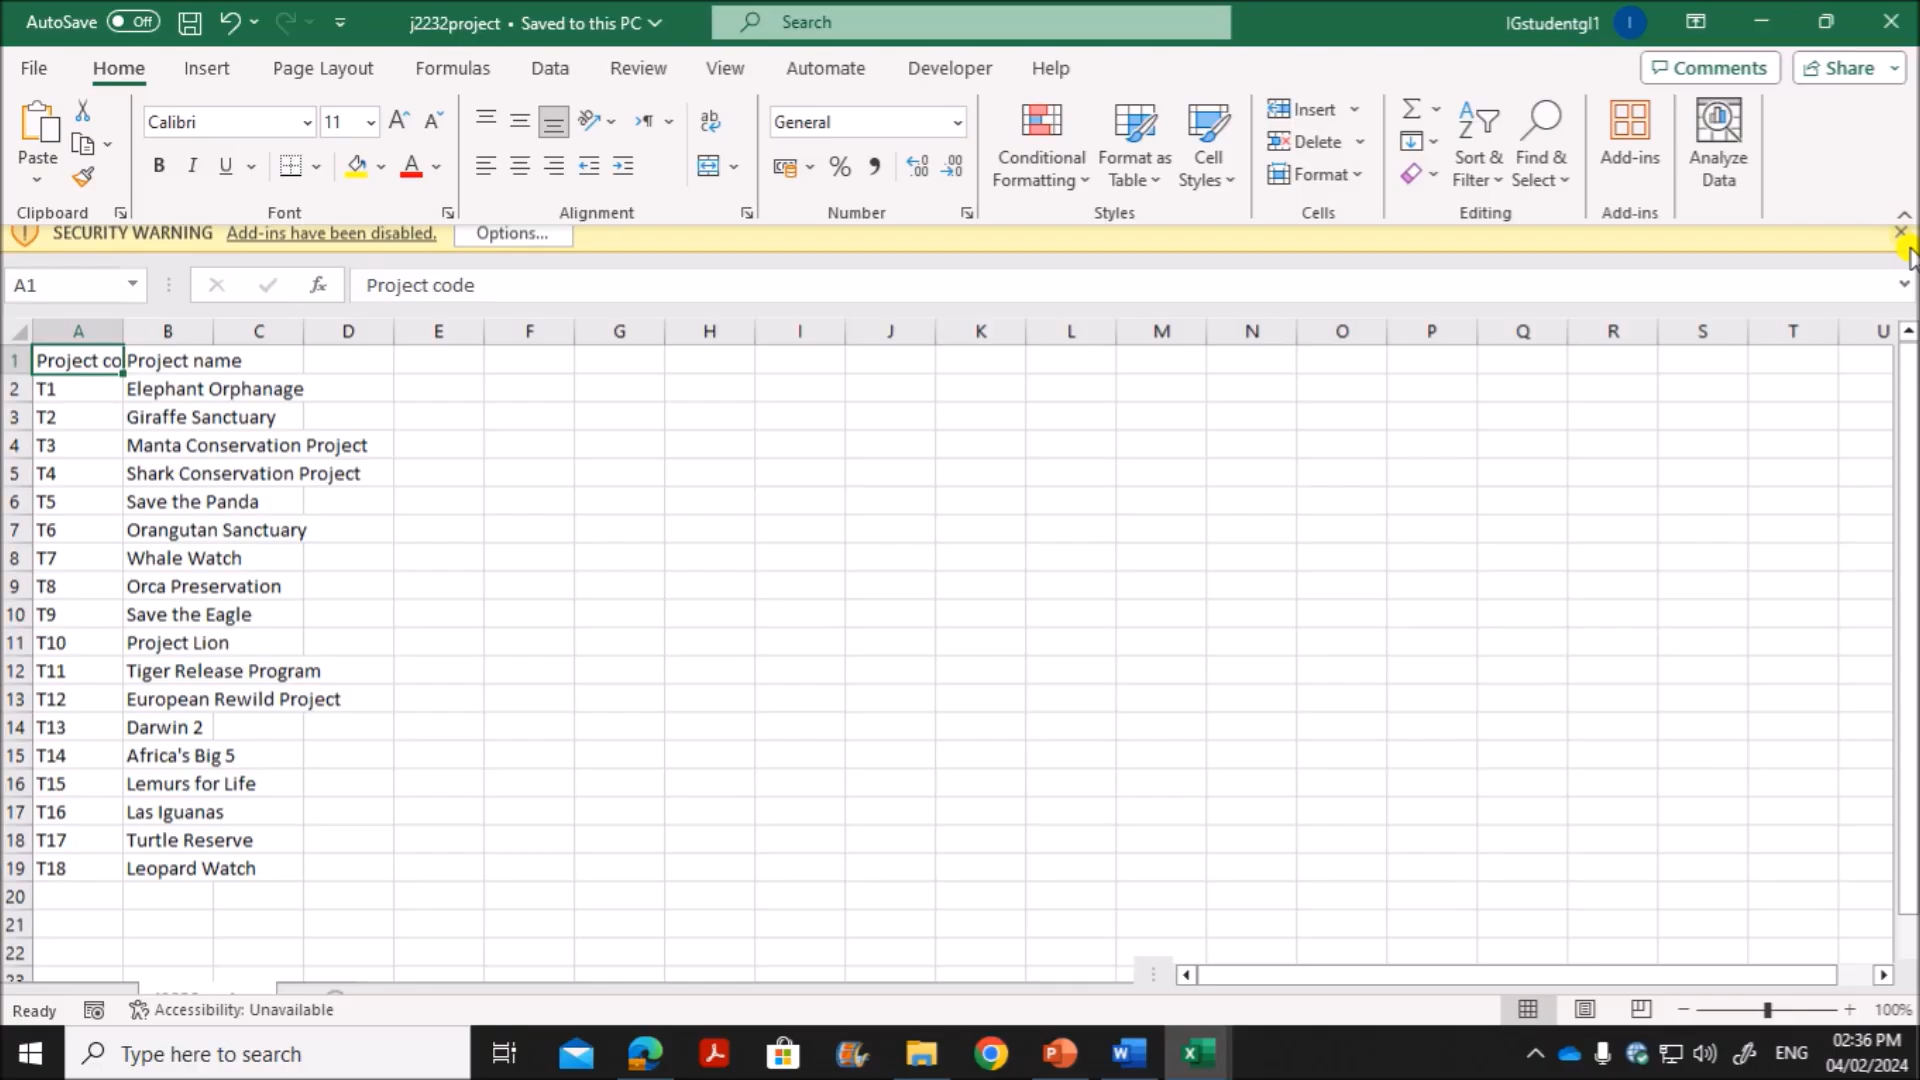 AutoSave Off j2232project • Saved to this PC Search IGstudentgl1 I
File Home Insert Page Layout Formulas Data Review View Automate Developer Help Comments Share
Paste Calibri 11 General Conditional Formatting Format as Table Cell Styles Insert Delete Format Sort & Filter Find & Select Add-ins Analyze Data
B I U
Clipboard Font Alignment Number Styles Cells Editing Add-ins
SECURITY WARNING Add-ins have been disabled. Options...
A1 fx Project code
A B C D E F G H I J K L M N O P Q R S T U
1 Project co Project name
2 T1 Elephant Orphanage
3 T2 Giraffe Sanctuary
4 T3 Manta Conservation Project
5 T4 Shark Conservation Project
6 T5 Save the Panda
7 T6 Orangutan Sanctuary
8 T7 Whale Watch
9 T8 Orca Preservation
10 T9 Save the Eagle
11 T10 Project Lion
12 T11 Tiger Release Program
13 T12 European Rewild Project
14 T13 Darwin 2
15 T14 Africa's Big 5
16 T15 Lemurs for Life
17 T16 Las Iguanas
18 T17 Turtle Reserve
19 T18 Leopard Watch
20
21
22
23
Ready Accessibility: Unavailable 100%
Type here to search ENG 02:36 PM
04/02/2024